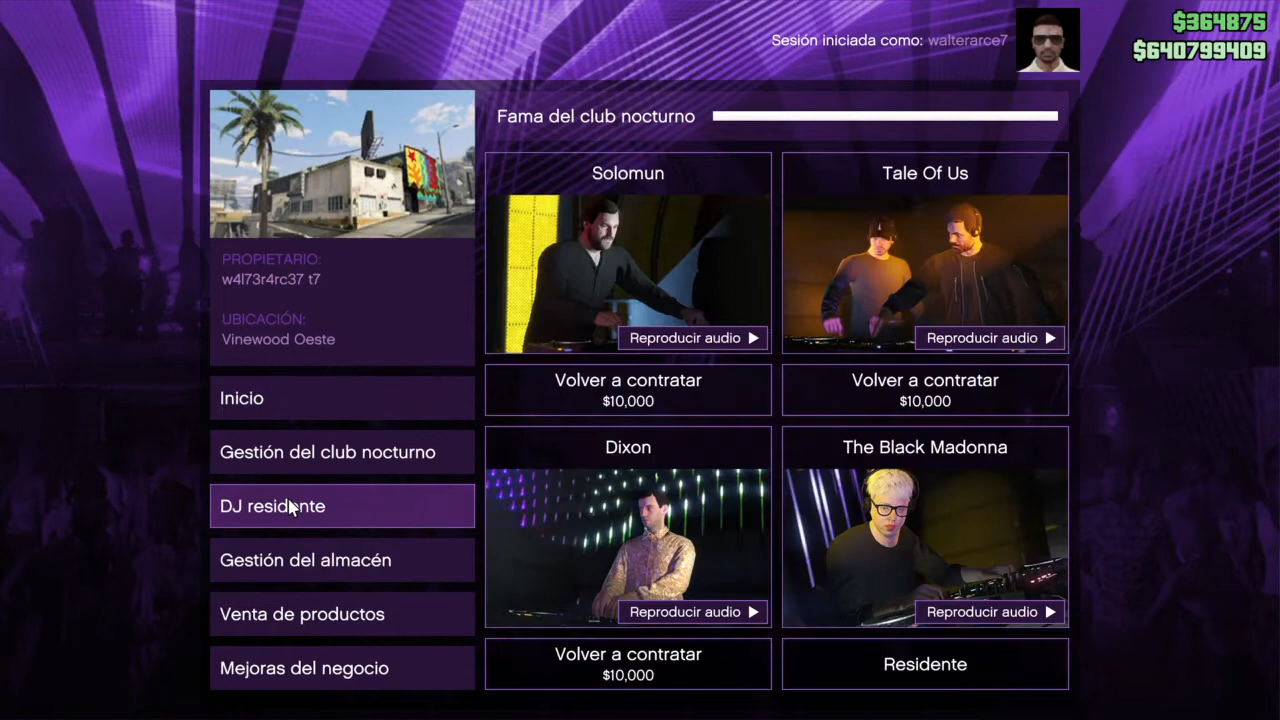 Sesión iniciada como: walterarce7
$364875
$640799409
Fama del club nocturno
PROPIETARIO:
w4l73r4rc37 t7
UBICACIÓN:
Vinewood Oeste
Inicio
Gestión del club nocturno
DJ residente
Gestión del almacén
Venta de productos
Mejoras del negocio
Solomun
Reproducir audio
Volver a contratar
$10,000
Tale Of Us
Reproducir audio
Volver a contratar
$10,000
Dixon
Reproducir audio
Volver a contratar
$10,000
The Black Madonna
Reproducir audio
Residente